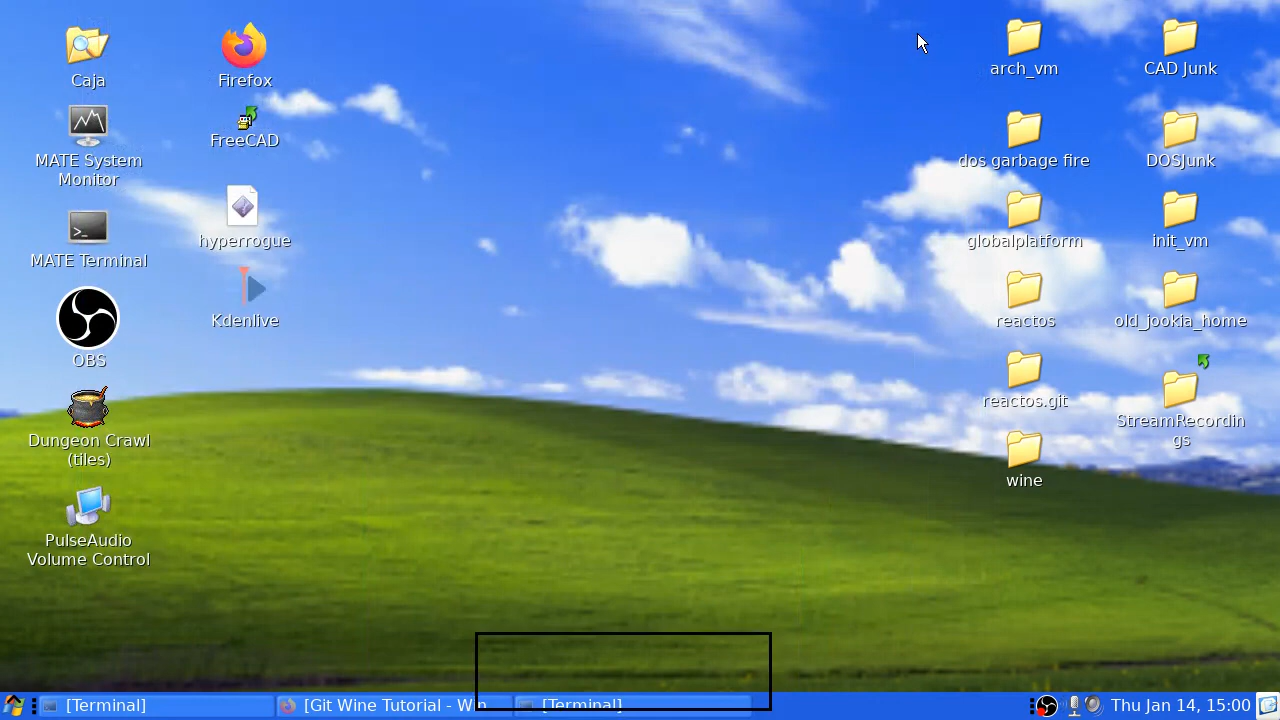 Caja
Firefox
arch_vm
CAD Junk
MATE System
Monitor
FreeCAD
dos garbage fire
DOSJunk
MATE Terminal
hyperrogue
globalplatform
init_vm
OBS
Kdenlive
reactos
old_jookia_home
Dungeon Crawl
(tiles)
reactos.git
StreamRecordin
gs
PulseAudio
Volume Control
wine
[Terminal]
[Git Wine Tutorial - Win
[Terminal]
Thu Jan 14, 15:00